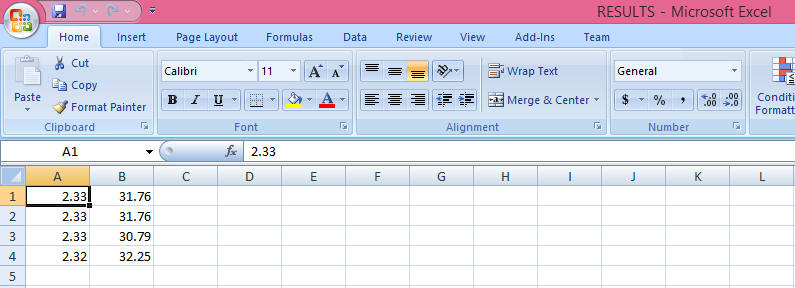 RESULTS - Microsoft Excel
Home Insert Page Layout Formulas Data Review View Add-Ins Team
Cut
Copy
Format Painter
Paste
Clipboard
Calibri 11 A A
B I U A
Font
Wrap Text
Merge & Center
Alignment
General
$ % , .0 .00 .00 .0
Number
Conditi
Formatt
A1 fx 2.33
A B C D E F G H I J K L
1 2.33 31.76
2 2.33 31.76
3 2.33 30.79
4 2.32 32.25
5